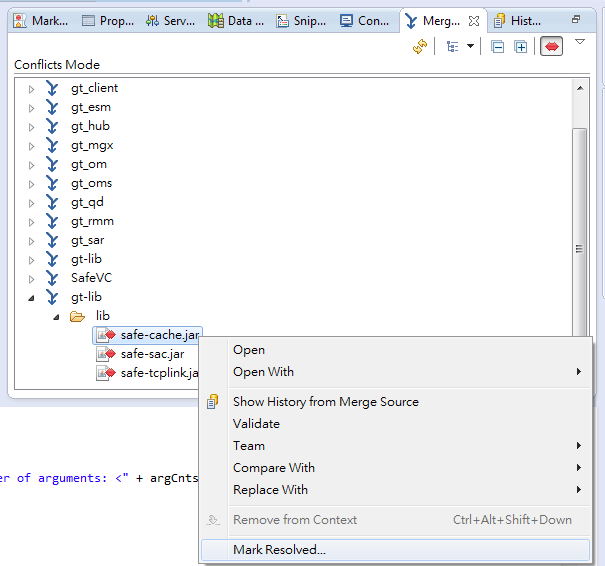 Mark... Prop... Serv... Data ... Snip... Con... Merg... Hist...
Conflicts Mode
gt_client
gt_esm
gt_hub
gt_mgx
gt_om
gt_oms
gt_qd
gt_rmm
gt_sar
gt-lib
SafeVC
gt-lib
lib
safe-cache.jar
safe-sac.jar
safe-tcplink.ja
Open
Open With
Show History from Merge Source
Validate
Team
Compare With
Replace With
Remove from Context Ctrl+Alt+Shift+Down
Mark Resolved...
er of arguments: <" + argCnts